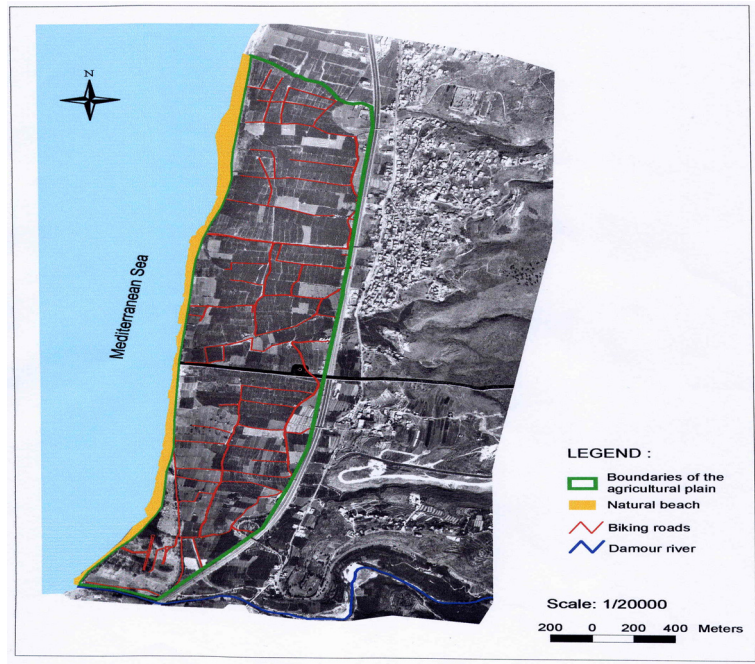 N
Mediterranean Sea
LEGEND :
Boundaries of the
agricultural plain
Natural beach
Biking roads
Damour river
Scale: 1/20000
200 0 200 400 Meters